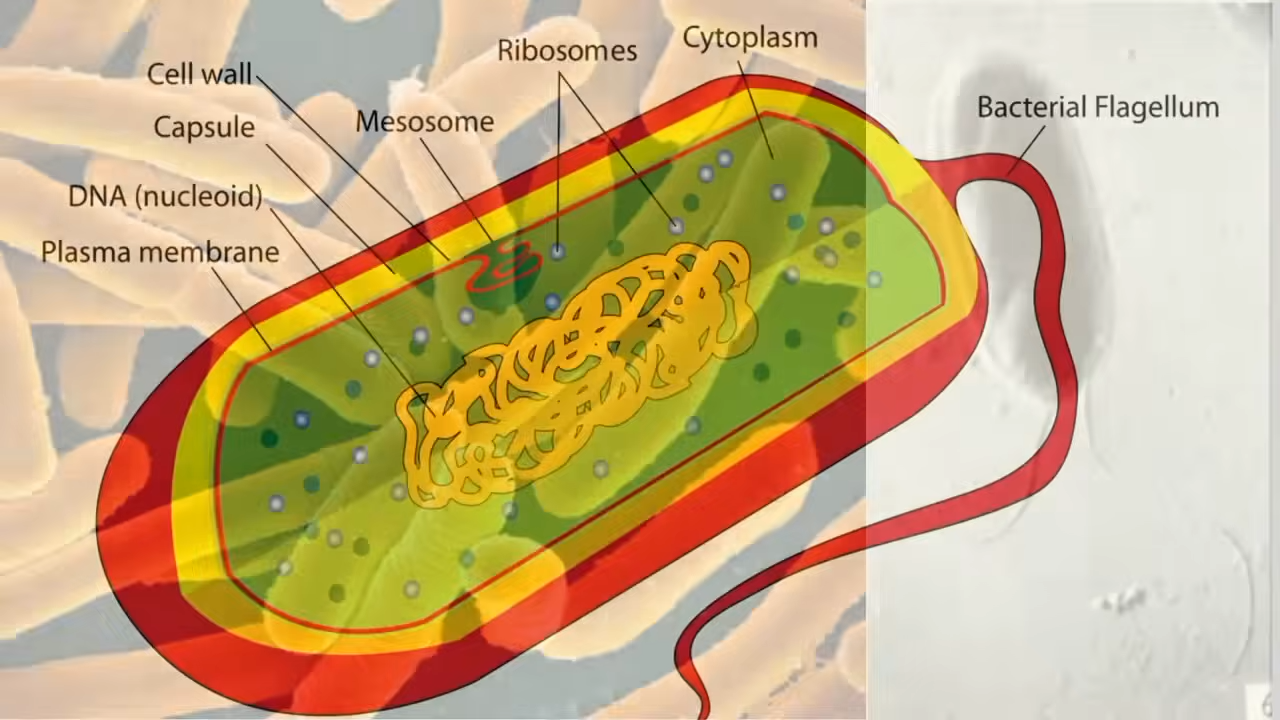 Cytoplasm
Ribosomes
Cell wall
Bacterial Flagellum
Capsule
Mesosome
DNA (nucleoid)
Plasma membrane